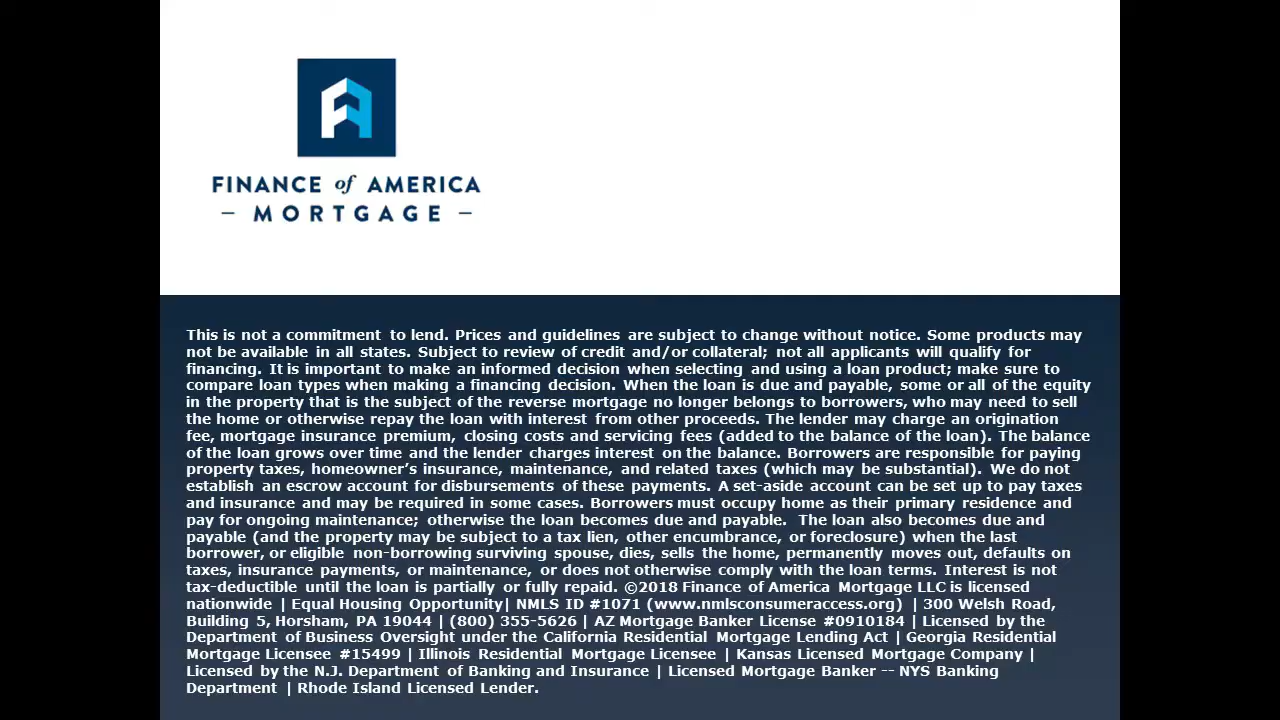 FINANCE of AMERICA
– MORTGAGE –
This is not a commitment to lend. Prices and guidelines are subject to change without notice. Some products may
not be available in all states. Subject to review of credit and/or collateral; not all applicants will qualify for
financing. It is important to make an informed decision when selecting and using a loan product; make sure to
compare loan types when making a financing decision. When the loan is due and payable, some or all of the equity
in the property that is the subject of the reverse mortgage no longer belongs to borrowers, who may need to sell
the home or otherwise repay the loan with interest from other proceeds. The lender may charge an origination
fee, mortgage insurance premium, closing costs and servicing fees (added to the balance of the loan). The balance
of the loan grows over time and the lender charges interest on the balance. Borrowers are responsible for paying
property taxes, homeowner’s insurance, maintenance, and related taxes (which may be substantial). We do not
establish an escrow account for disbursements of these payments. A set-aside account can be set up to pay taxes
and insurance and may be required in some cases. Borrowers must occupy home as their primary residence and
pay for ongoing maintenance; otherwise the loan becomes due and payable. The loan also becomes due and
payable (and the property may be subject to a tax lien, other encumbrance, or foreclosure) when the last
borrower, or eligible non-borrowing surviving spouse, dies, sells the home, permanently moves out, defaults on
taxes, insurance payments, or maintenance, or does not otherwise comply with the loan terms. Interest is not
tax-deductible until the loan is partially or fully repaid. ©2018 Finance of America Mortgage LLC is licensed
nationwide | Equal Housing Opportunity| NMLS ID #1071 (www.nmlsconsumeraccess.org) | 300 Welsh Road,
Building 5, Horsham, PA 19044 | (800) 355-5626 | AZ Mortgage Banker License #0910184 | Licensed by the
Department of Business Oversight under the California Residential Mortgage Lending Act | Georgia Residential
Mortgage Licensee #15499 | Illinois Residential Mortgage Licensee | Kansas Licensed Mortgage Company |
Licensed by the N.J. Department of Banking and Insurance | Licensed Mortgage Banker -- NYS Banking
Department | Rhode Island Licensed Lender.